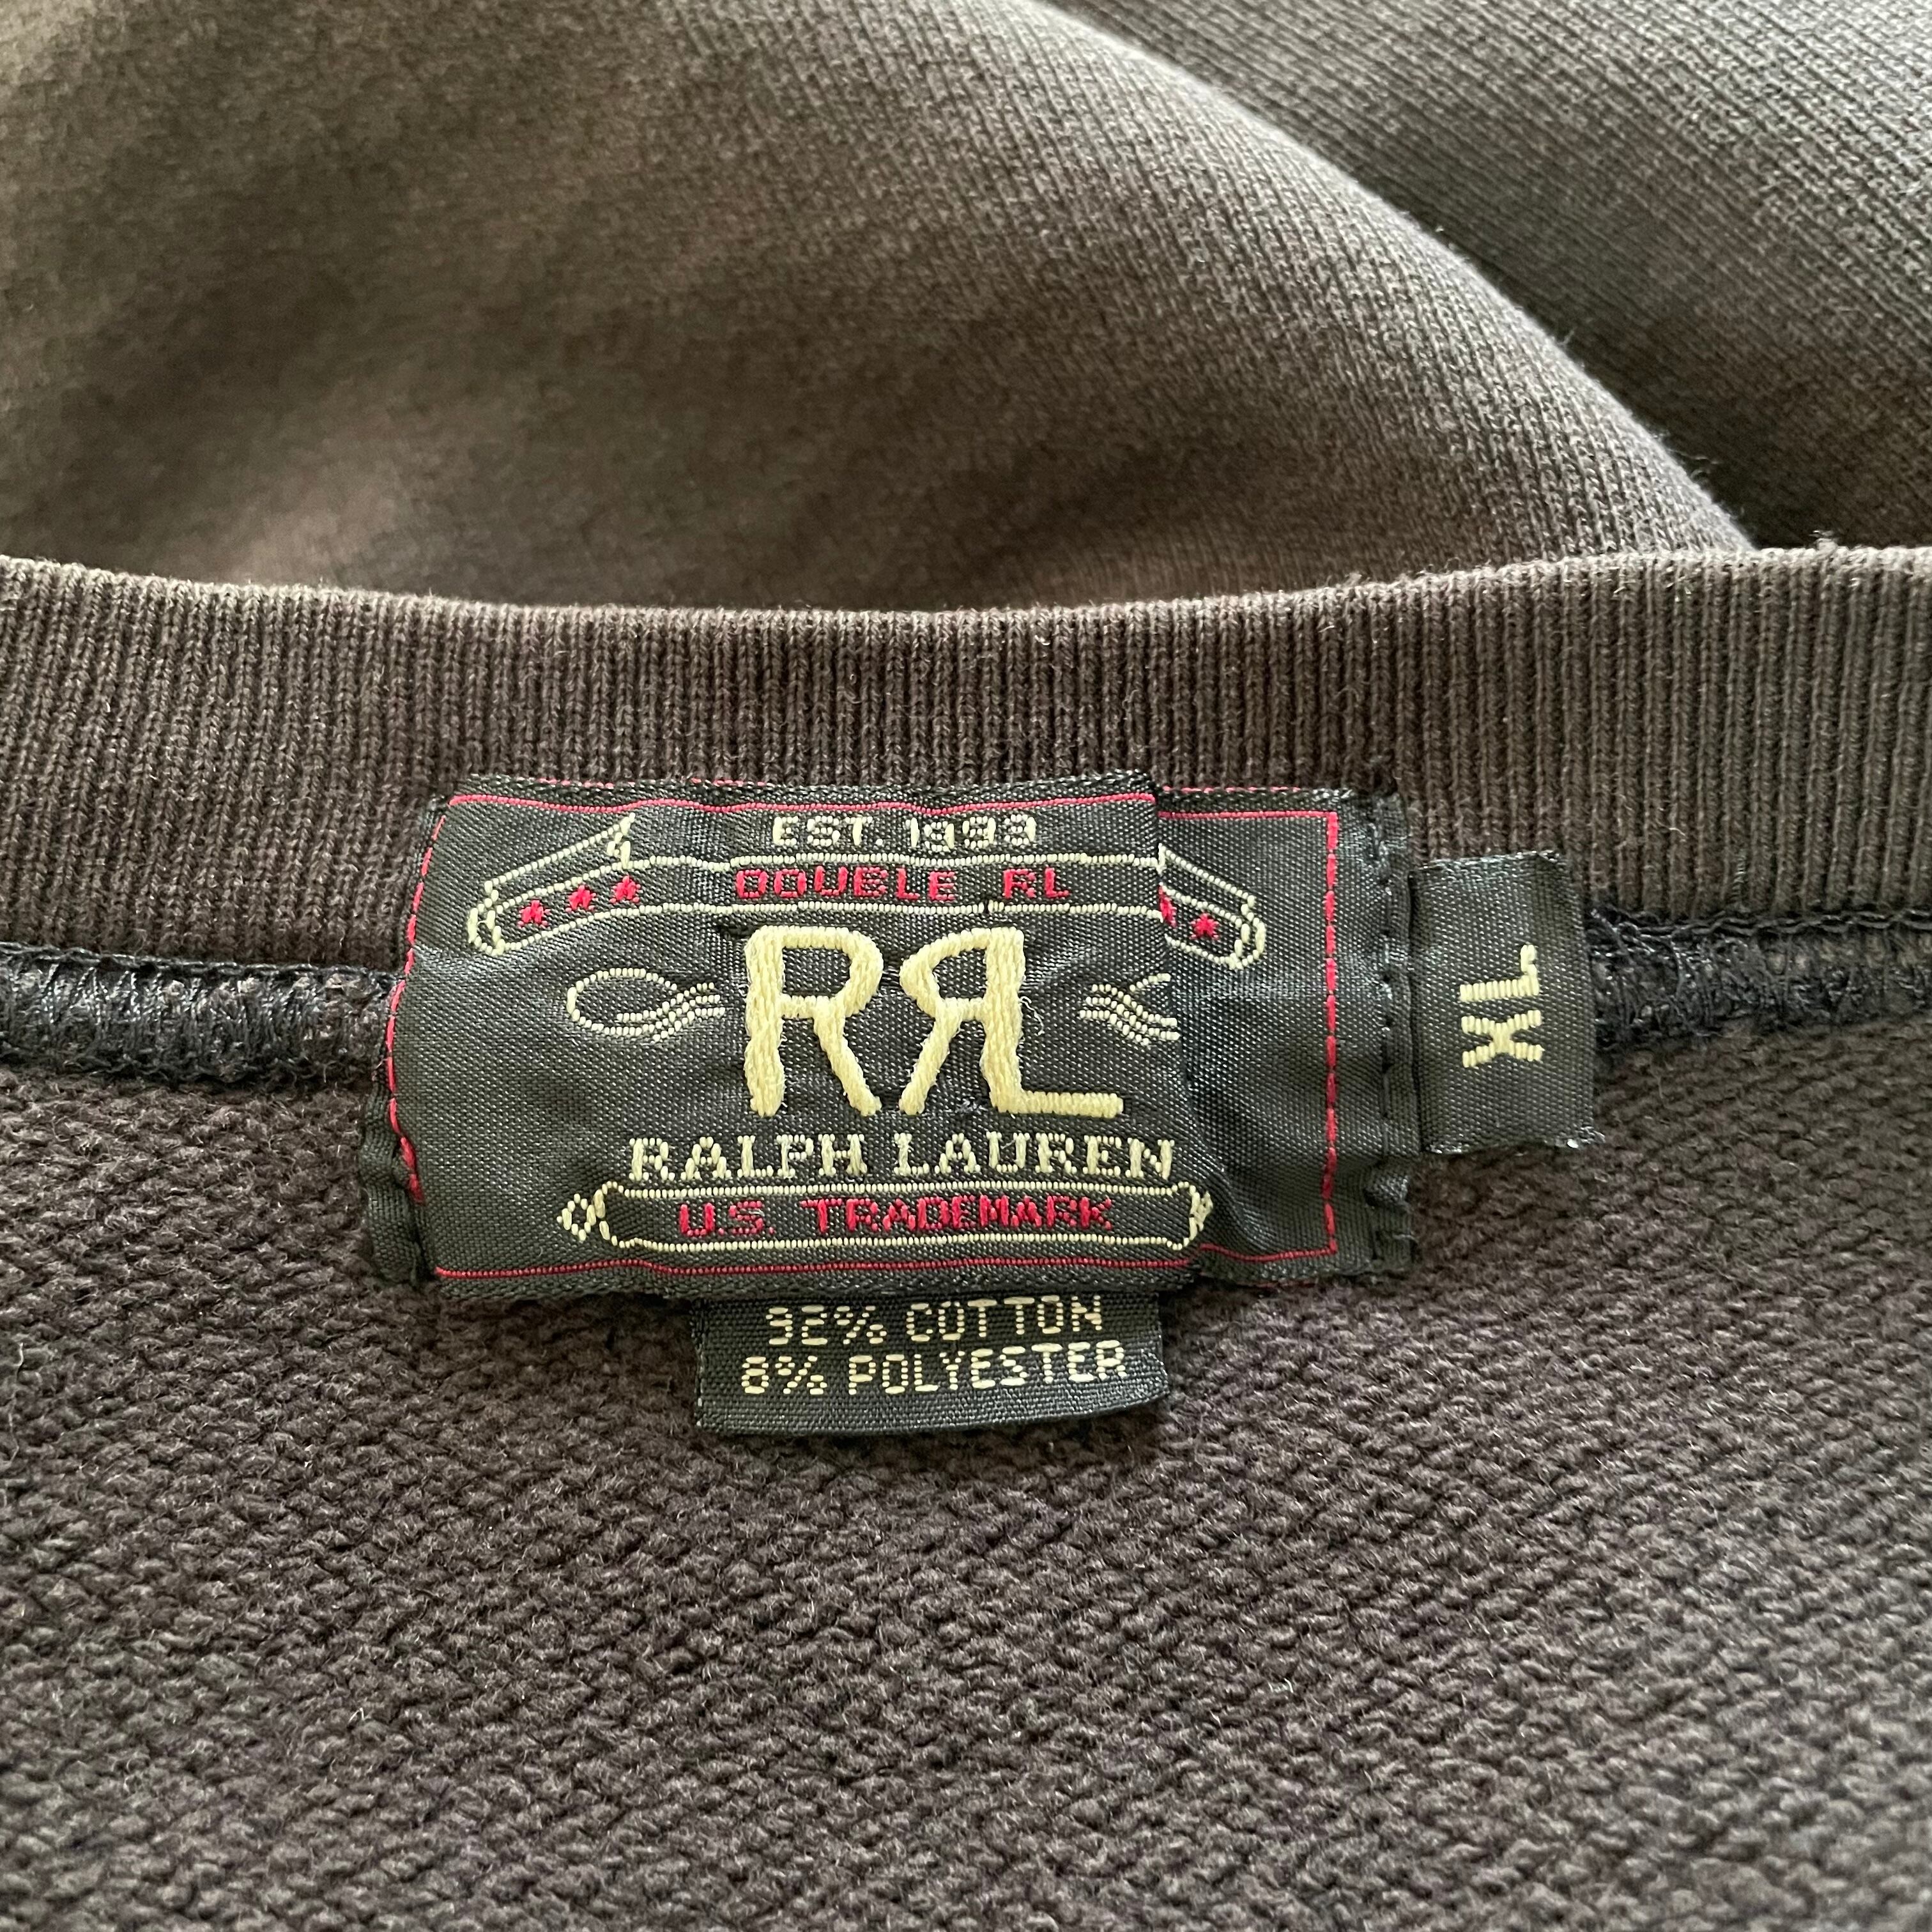 EST. 1993
DOUBLE RL
RRL
RALPH LAUREN
U.S. TRADEMARK
XL
92% COTTON
8% POLYESTER